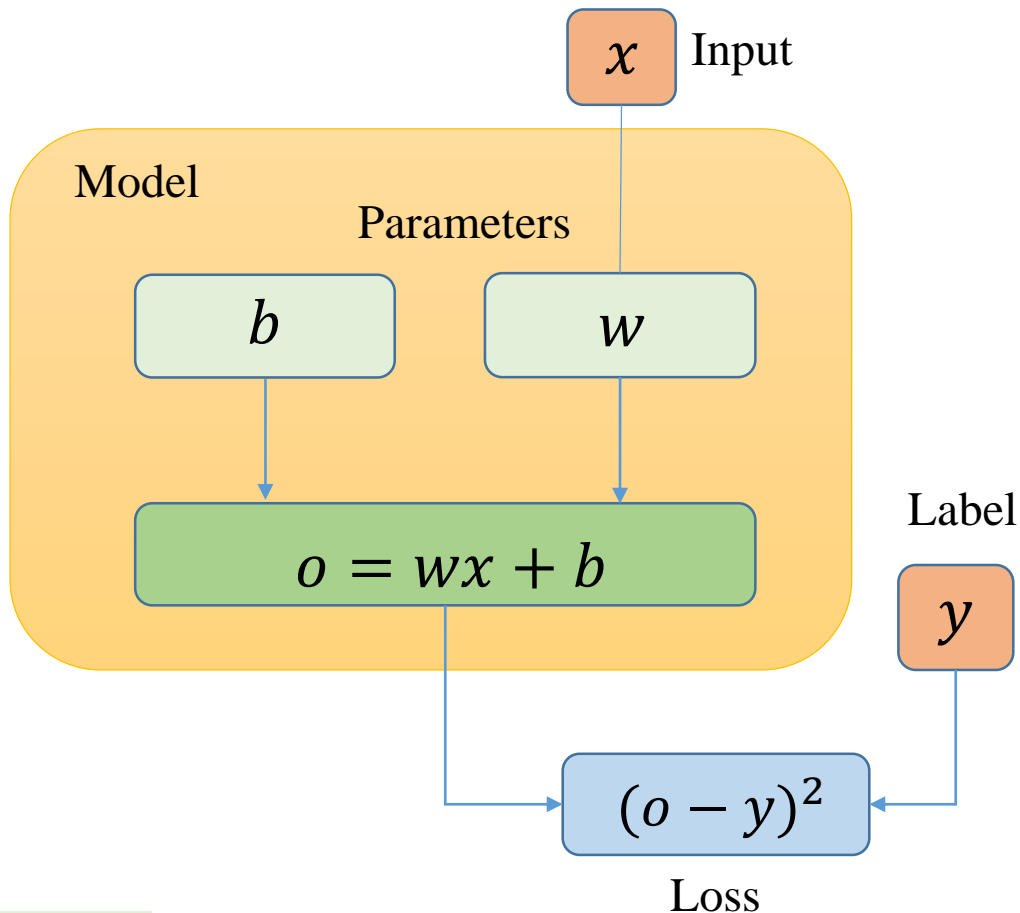 x
Input
Model
Parameters
b
w
o = wx + b
Label
y
(o − y)²
Loss